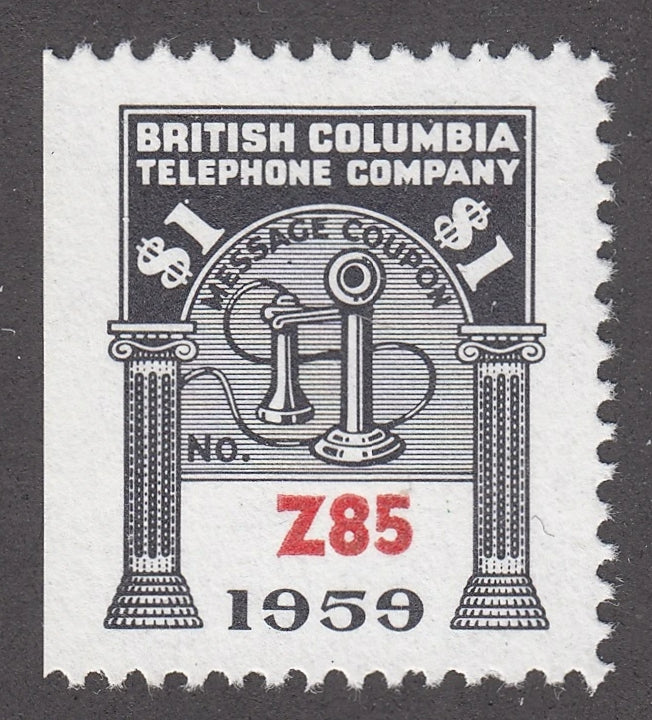 BRITISH COLUMBIA
TELEPHONE COMPANY
$1 $1
MESSAGE COUPON
No.
Z85
1959